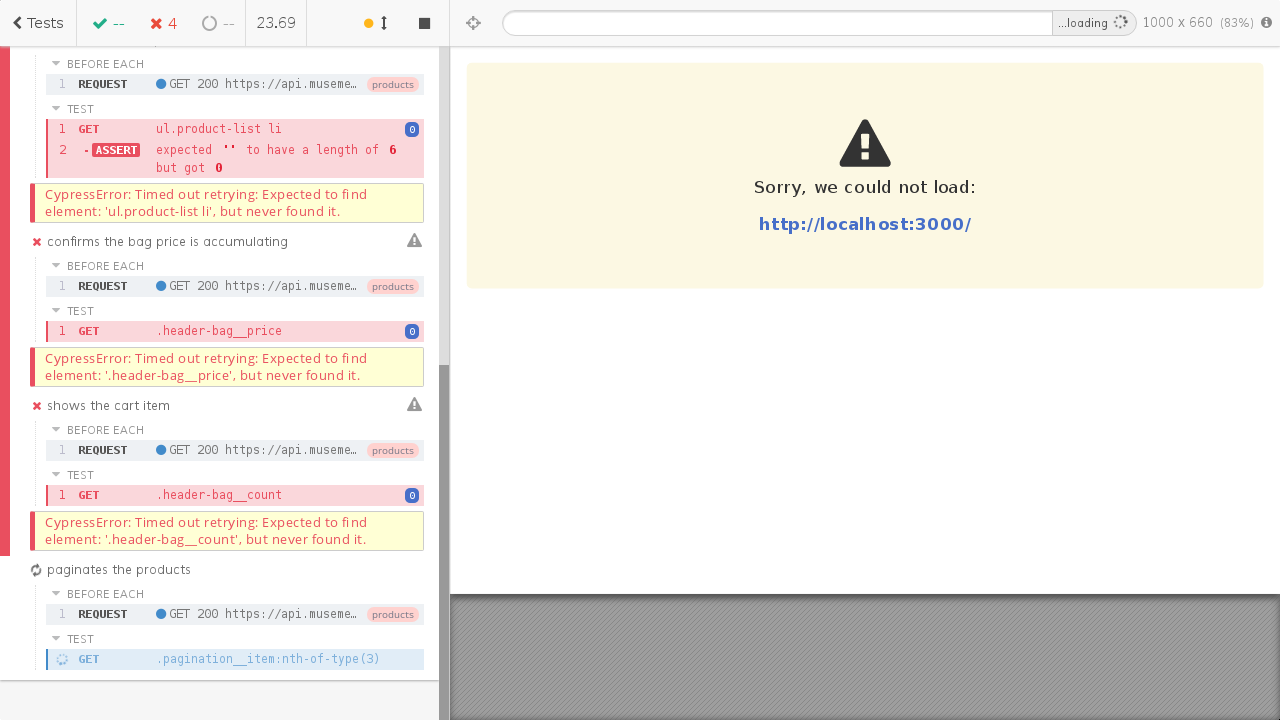 Tests
--
4
--
23.69
...loading
1000 x 660 (83%)
BEFORE EACH
1 REQUEST GET 200 https://api.museme… products
TEST
1 GET ul.product-list li 0
2 -ASSERT expected '' to have a length of 6
but got 0
CypressError: Timed out retrying: Expected to find
element: 'ul.product-list li', but never found it.
confirms the bag price is accumulating
BEFORE EACH
1 REQUEST GET 200 https://api.museme… products
TEST
1 GET .header-bag__price 0
CypressError: Timed out retrying: Expected to find
element: '.header-bag__price', but never found it.
shows the cart item
BEFORE EACH
1 REQUEST GET 200 https://api.museme… products
TEST
1 GET .header-bag__count 0
CypressError: Timed out retrying: Expected to find
element: '.header-bag__count', but never found it.
paginates the products
BEFORE EACH
1 REQUEST GET 200 https://api.museme… products
TEST
GET .pagination__item:nth-of-type(3)
Sorry, we could not load:
http://localhost:3000/